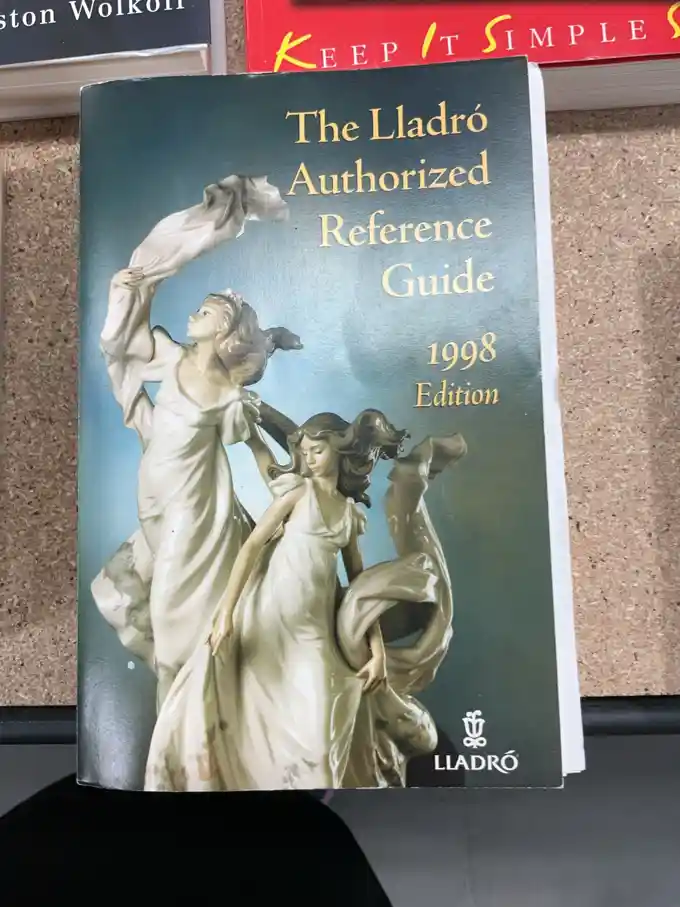 ston Wolkoff
KEEP IT SIMPLE S
The Lladró
Authorized
Reference
Guide
1998
Edition
LLADRÓ